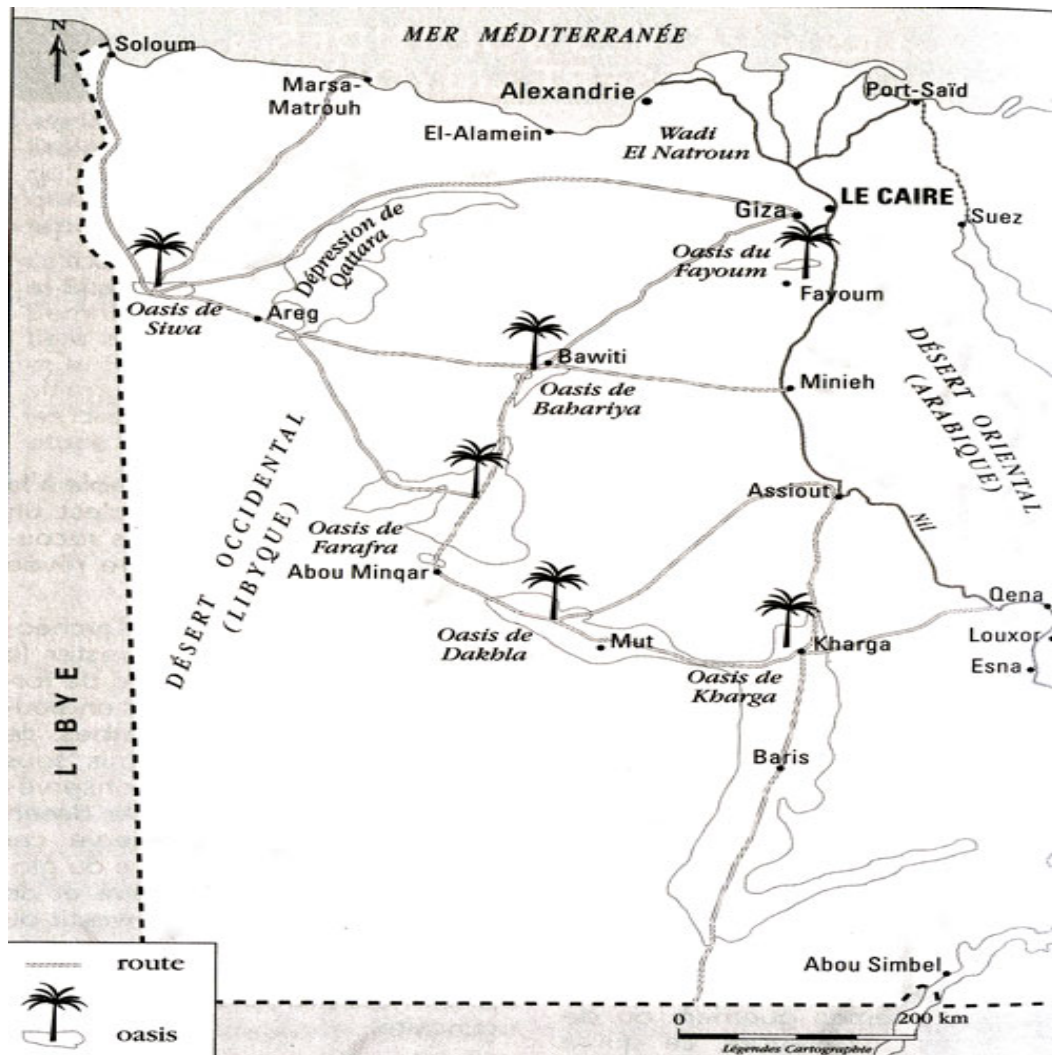 N
Soloum
MER MÉDITERRANÉE
Marsa-
Matrouh
Alexandrie
Port-Saïd
El-Alamein
Wadi
El Natroun
LE CAIRE
Giza
Suez
Dépression de
Qattara
Oasis du
Fayoum
Fayoum
Oasis de
Siwa
Areg
Bawiti
Oasis de
Bahariya
Minieh
DÉSERT ORIENTAL
(ARABIQUE)
DÉSERT OCCIDENTAL
(LIBYQUE)
Assiout
Nil
Oasis de
Farafra
Abou Minqar
Qena
Oasis de
Dakhla
Mut
Kharga
Louxor
Esna
Oasis de
Kharga
LIBYE
Baris
Abou Simbel
route
oasis
0
200 km
Légendes Cartographie